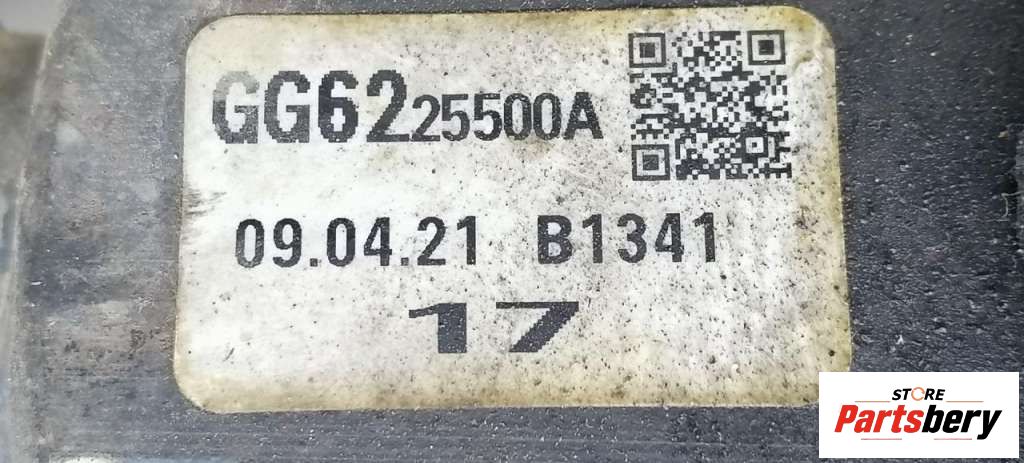 GG6225500A
09.04.21 B1341
17
STORE
Partsbery